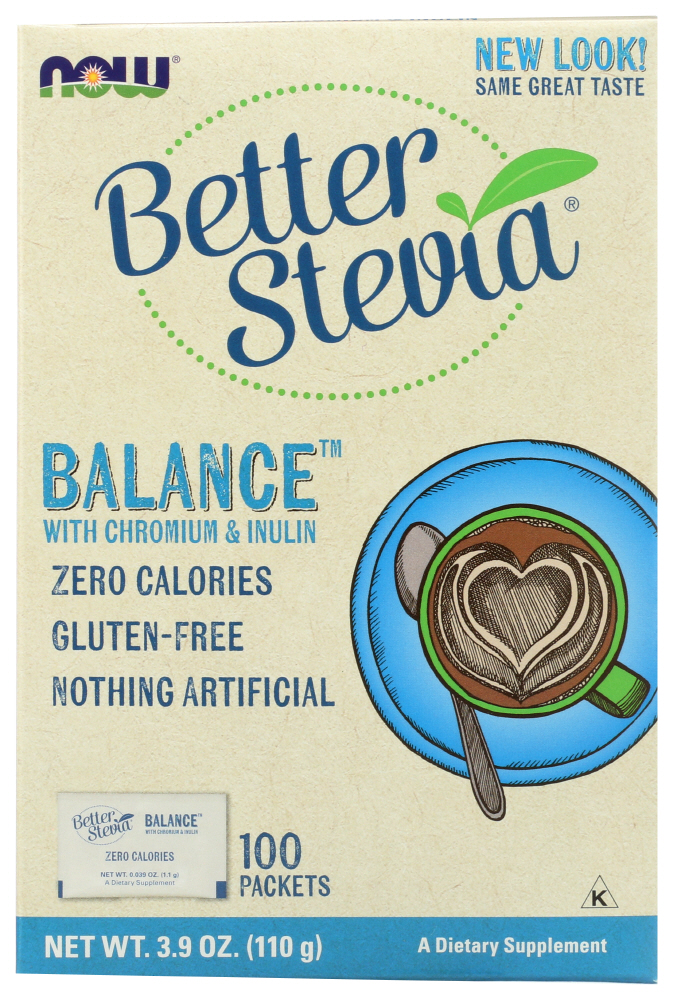 NOW®
NEW LOOK!
SAME GREAT TASTE
Better
Stevia®
BALANCE™
WITH CHROMIUM & INULIN
ZERO CALORIES
GLUTEN-FREE
NOTHING ARTIFICIAL
Better
Stevia
BALANCE™
WITH CHROMIUM & INULIN
ZERO CALORIES
NET WT. 0.039 OZ. (1.1 g)
A Dietary Supplement
100
PACKETS
K
NET WT. 3.9 OZ. (110 g)
A Dietary Supplement